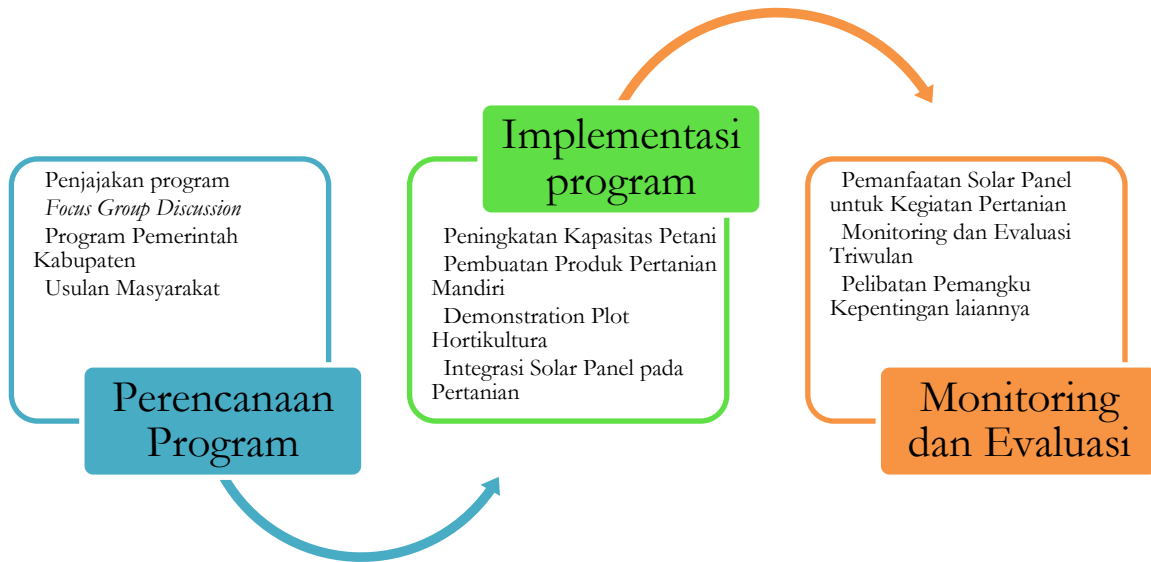 Penjajakan program
Focus Group Discussion
Program Pemerintah
Kabupaten
Usulan Masyarakat
Perencanaan
Program
Implementasi
program
Peningkatan Kapasitas Petani
Pembuatan Produk Pertanian
Mandiri
Demonstration Plot
Hortikultura
Integrasi Solar Panel pada
Pertanian
Pemanfaatan Solar Panel
untuk Kegiatan Pertanian
Monitoring dan Evaluasi
Triwulan
Pelibatan Pemangku
Kepentingan laiannya
Monitoring
dan Evaluasi